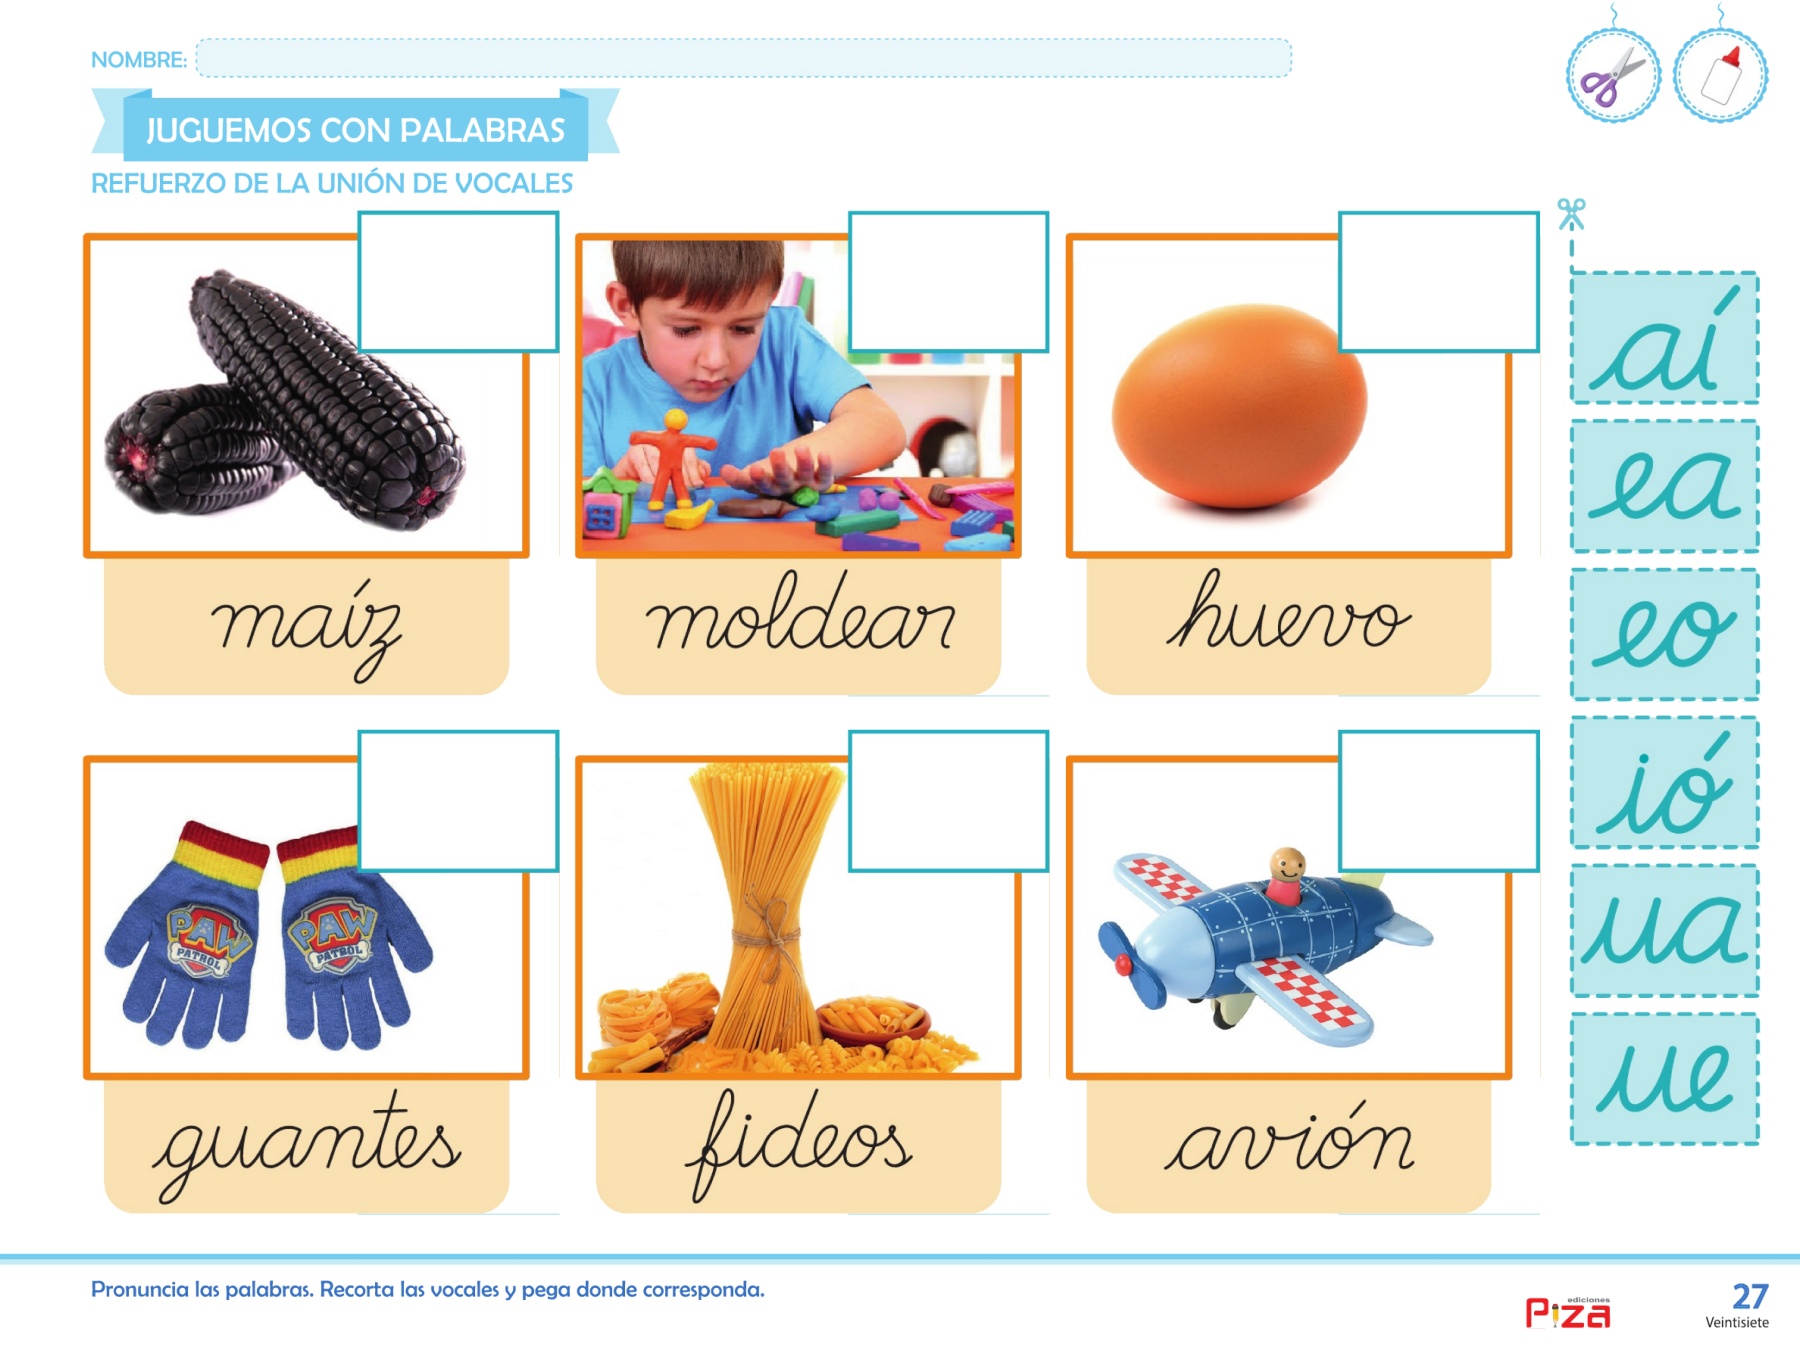 NOMBRE:
JUGUEMOS CON PALABRAS
REFUERZO DE LA UNIÓN DE VOCALES
maíz
moldear
huevo
PAW PATROL
PAW PATROL
guantes
fideos
avión
aí
ea
eo
ió
ua
ue
Pronuncia las palabras. Recorta las vocales y pega donde corresponda.
ediciones
Piza
27
Veintisiete